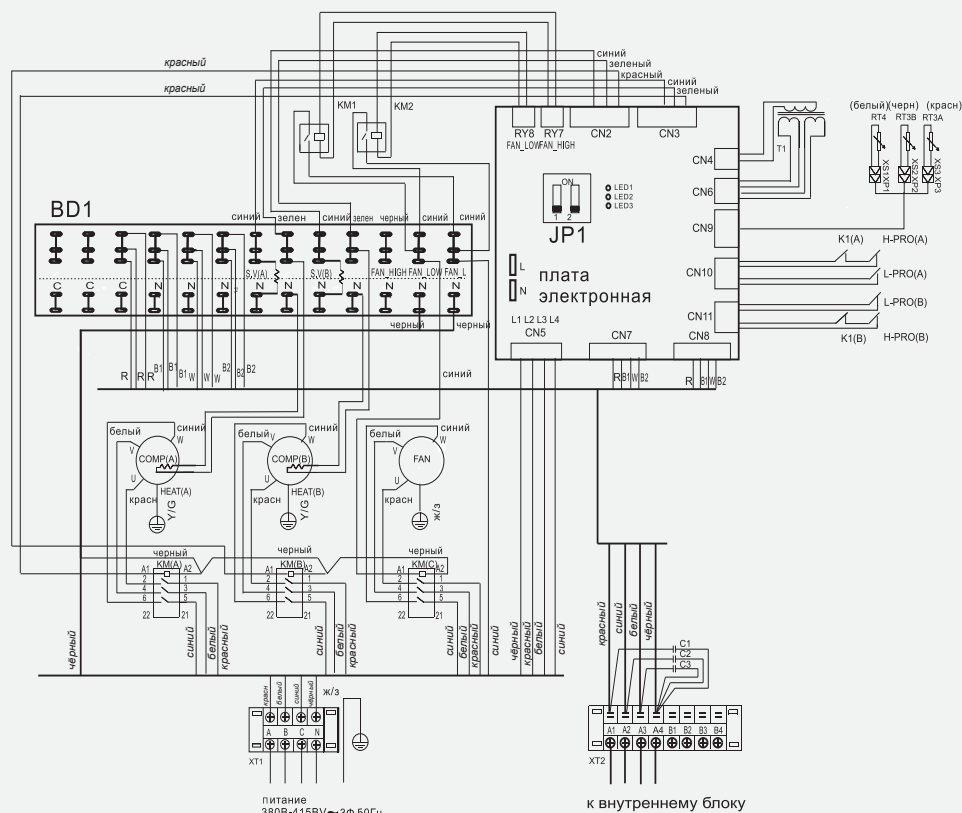 синий
зеленый
красный
красный
синий
красный
зеленый
KM1
KM2
RY8
RY7
CN2
CN3
FAN_LOW
FAN_HIGH
(белый)(черн) (красн)
RT4 RT3B RT3A
T1
XS1XP1
XS2XP2
XS3 XP3
CN4
CN6
CN9
CN10
CN11
ON
1 2
LED1
LED2
LED3
JP1
L
N
плата
электронная
K1(A)
H-PRO(A)
L-PRO(A)
L-PRO(B)
K1(B)
H-PRO(B)
L1 L2 L3 L4
CN5
CN7
CN8
BD1
синий
зелен
синий
зелен
черный
синий
синий
S.V(A)
S.V(B)
FAN_HIGH
FAN_LOW
FAN_L
C C C N N N N N N N N N N
2
черный
черный
синий
R R R B1 B1 W W W B2 B2
R B1 W B2
R B1 W B2
белый
синий
белый
синий
белый
синий
V W
V W
V W
COMP(A)
COMP(B)
FAN
U
U
U
HEAT(A)
HEAT(B)
красн
красн
красн
Y/G
Y/G
ж/з
черный
черный
черный
A1 KM(A) A2
A1 KM(B) A2
A1 KM(C) A2
2 1
4 3
6 5
22 21
2 1
4 3
6 5
22 21
2 1
4 3
6 5
22 21
чёрный
синий
белый
красный
синий
белый
красный
синий
белый
красный
синий
чёрный
красный
белый
синий
красный
синий
белый
чёрный
C1
C2
C3
красн
белый
синий
чёрный
ж/з
A B C N
XT1
A1 A2 A3 A4 B1 B2 B3 B4
XT2
питание
380В-415BV~3Ф 50Гц
к внутреннему блоку